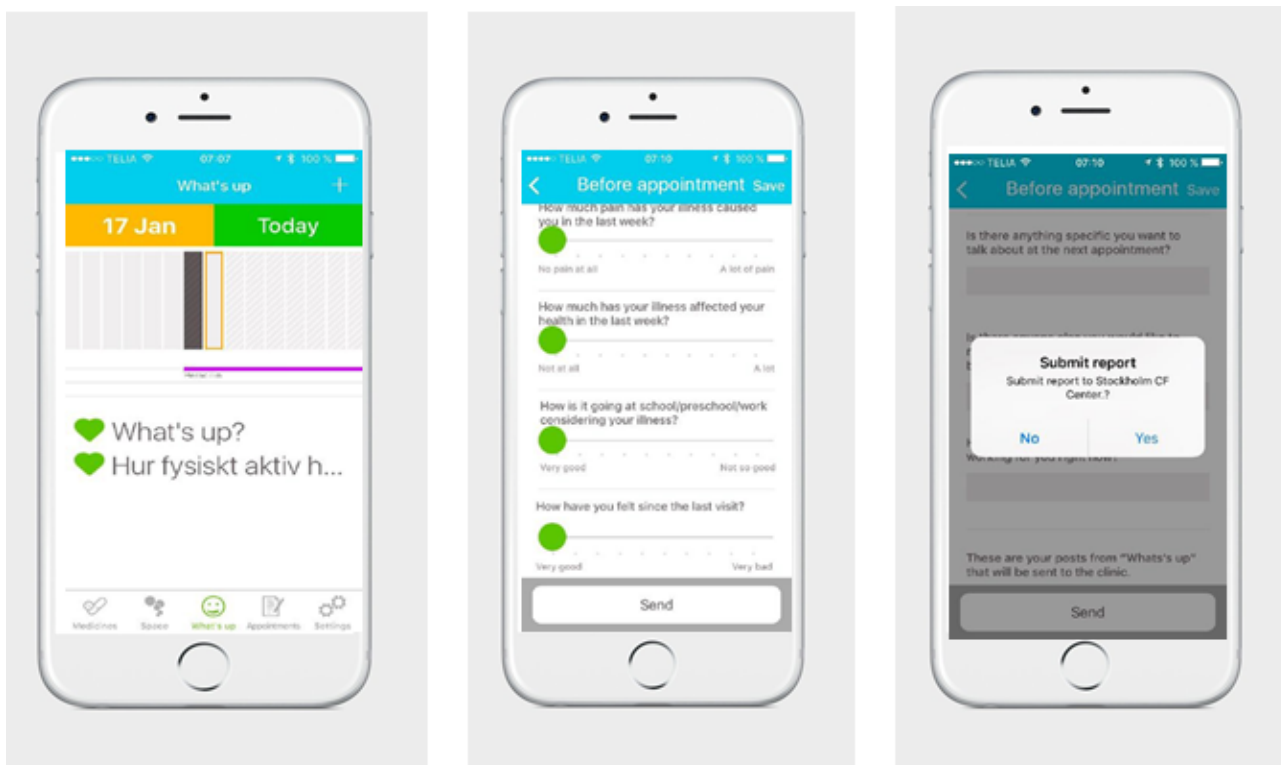 TELIA 07:07 100 %
What's up +
17 Jan Today
What's up?
Hur fysiskt aktiv h...
Medicines Space What's up Appointments Settings
TELIA 07:10 100 %
Before appointment Save
How much pain has your illness caused
you in the last week?
No pain at all A lot of pain
How much has your illness affected your
health in the last week?
Not at all A lot
How is it going at school/preschool/work
considering your illness?
Very good Not so good
How have you felt since the last visit?
Very good Very bad
Send
TELIA 07:10 100 %
Before appointment Save
Is there anything specific you want to
talk about at the next appointment?
Submit report
Submit report to Stockholm CF
Center.?
No Yes
working for you right now?
These are your posts from "Whats's up"
that will be sent to the clinic.
Send